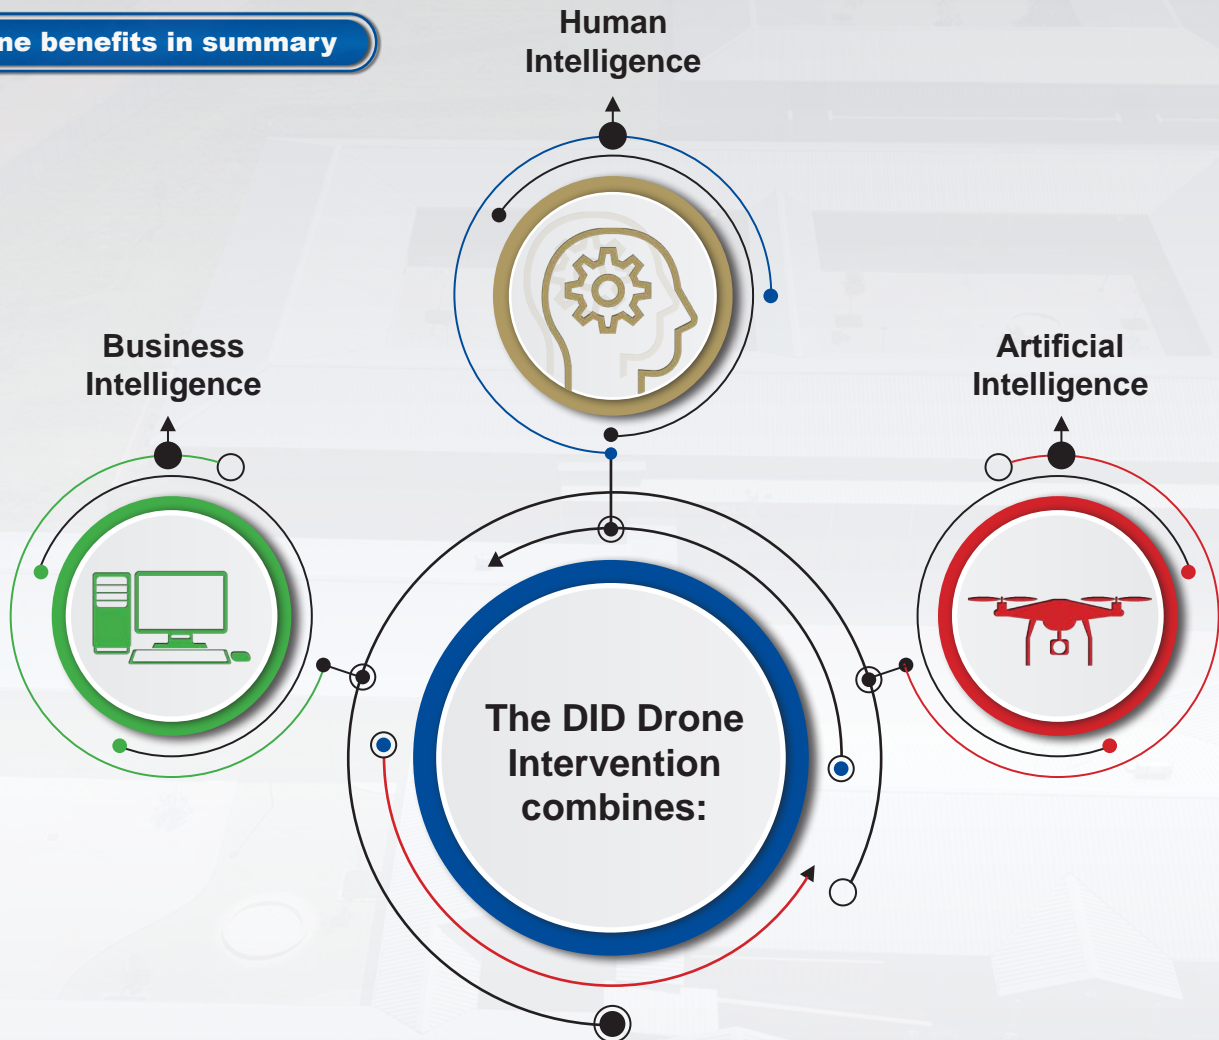 ne benefits in summary
Human
Intelligence
Business
Intelligence
Artificial
Intelligence
The DID Drone
Intervention
combines: